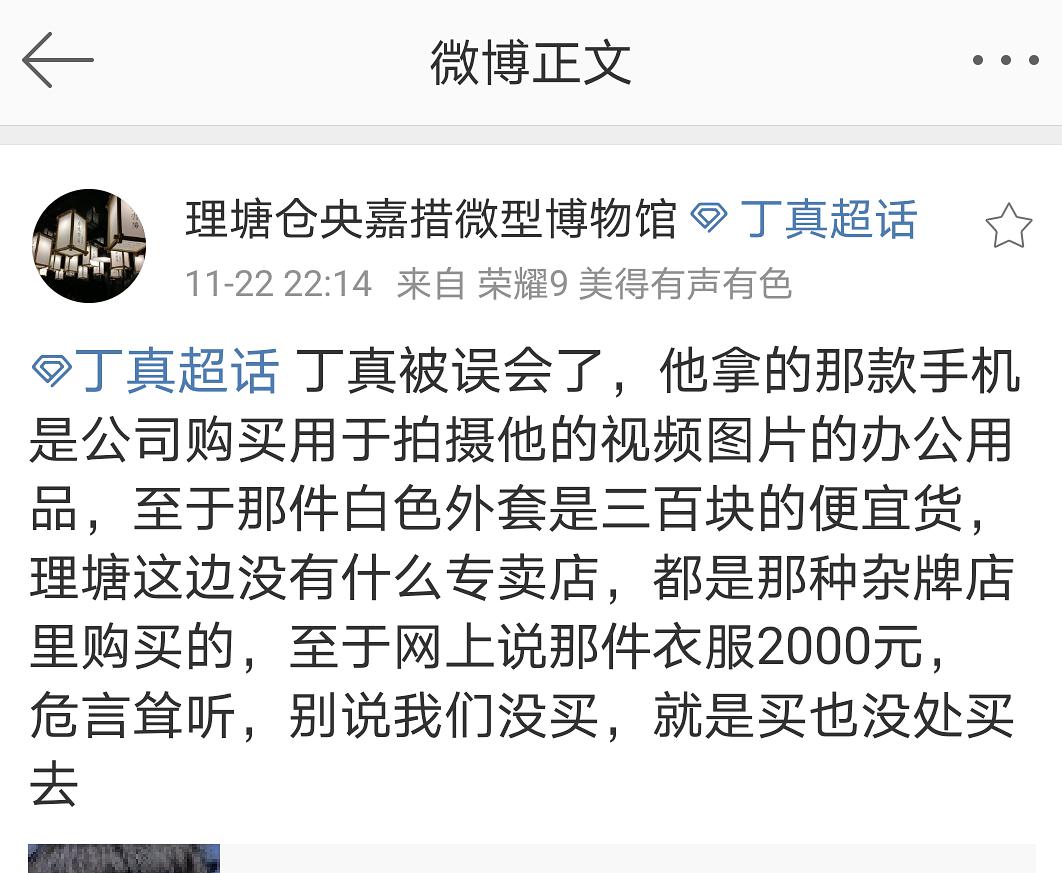 微博正文
理塘仓央嘉措微型博物馆 丁真超话
11-22 22:14 来自 荣耀9 美得有声有色
丁真超话 丁真被误会了，他拿的那款手机
是公司购买用于拍摄他的视频图片的办公用
品，至于那件白色外套是三百块的便宜货，
理塘这边没有什么专卖店，都是那种杂牌店
里购买的，至于网上说那件衣服2000元，
危言耸听，别说我们没买，就是买也没处买
去